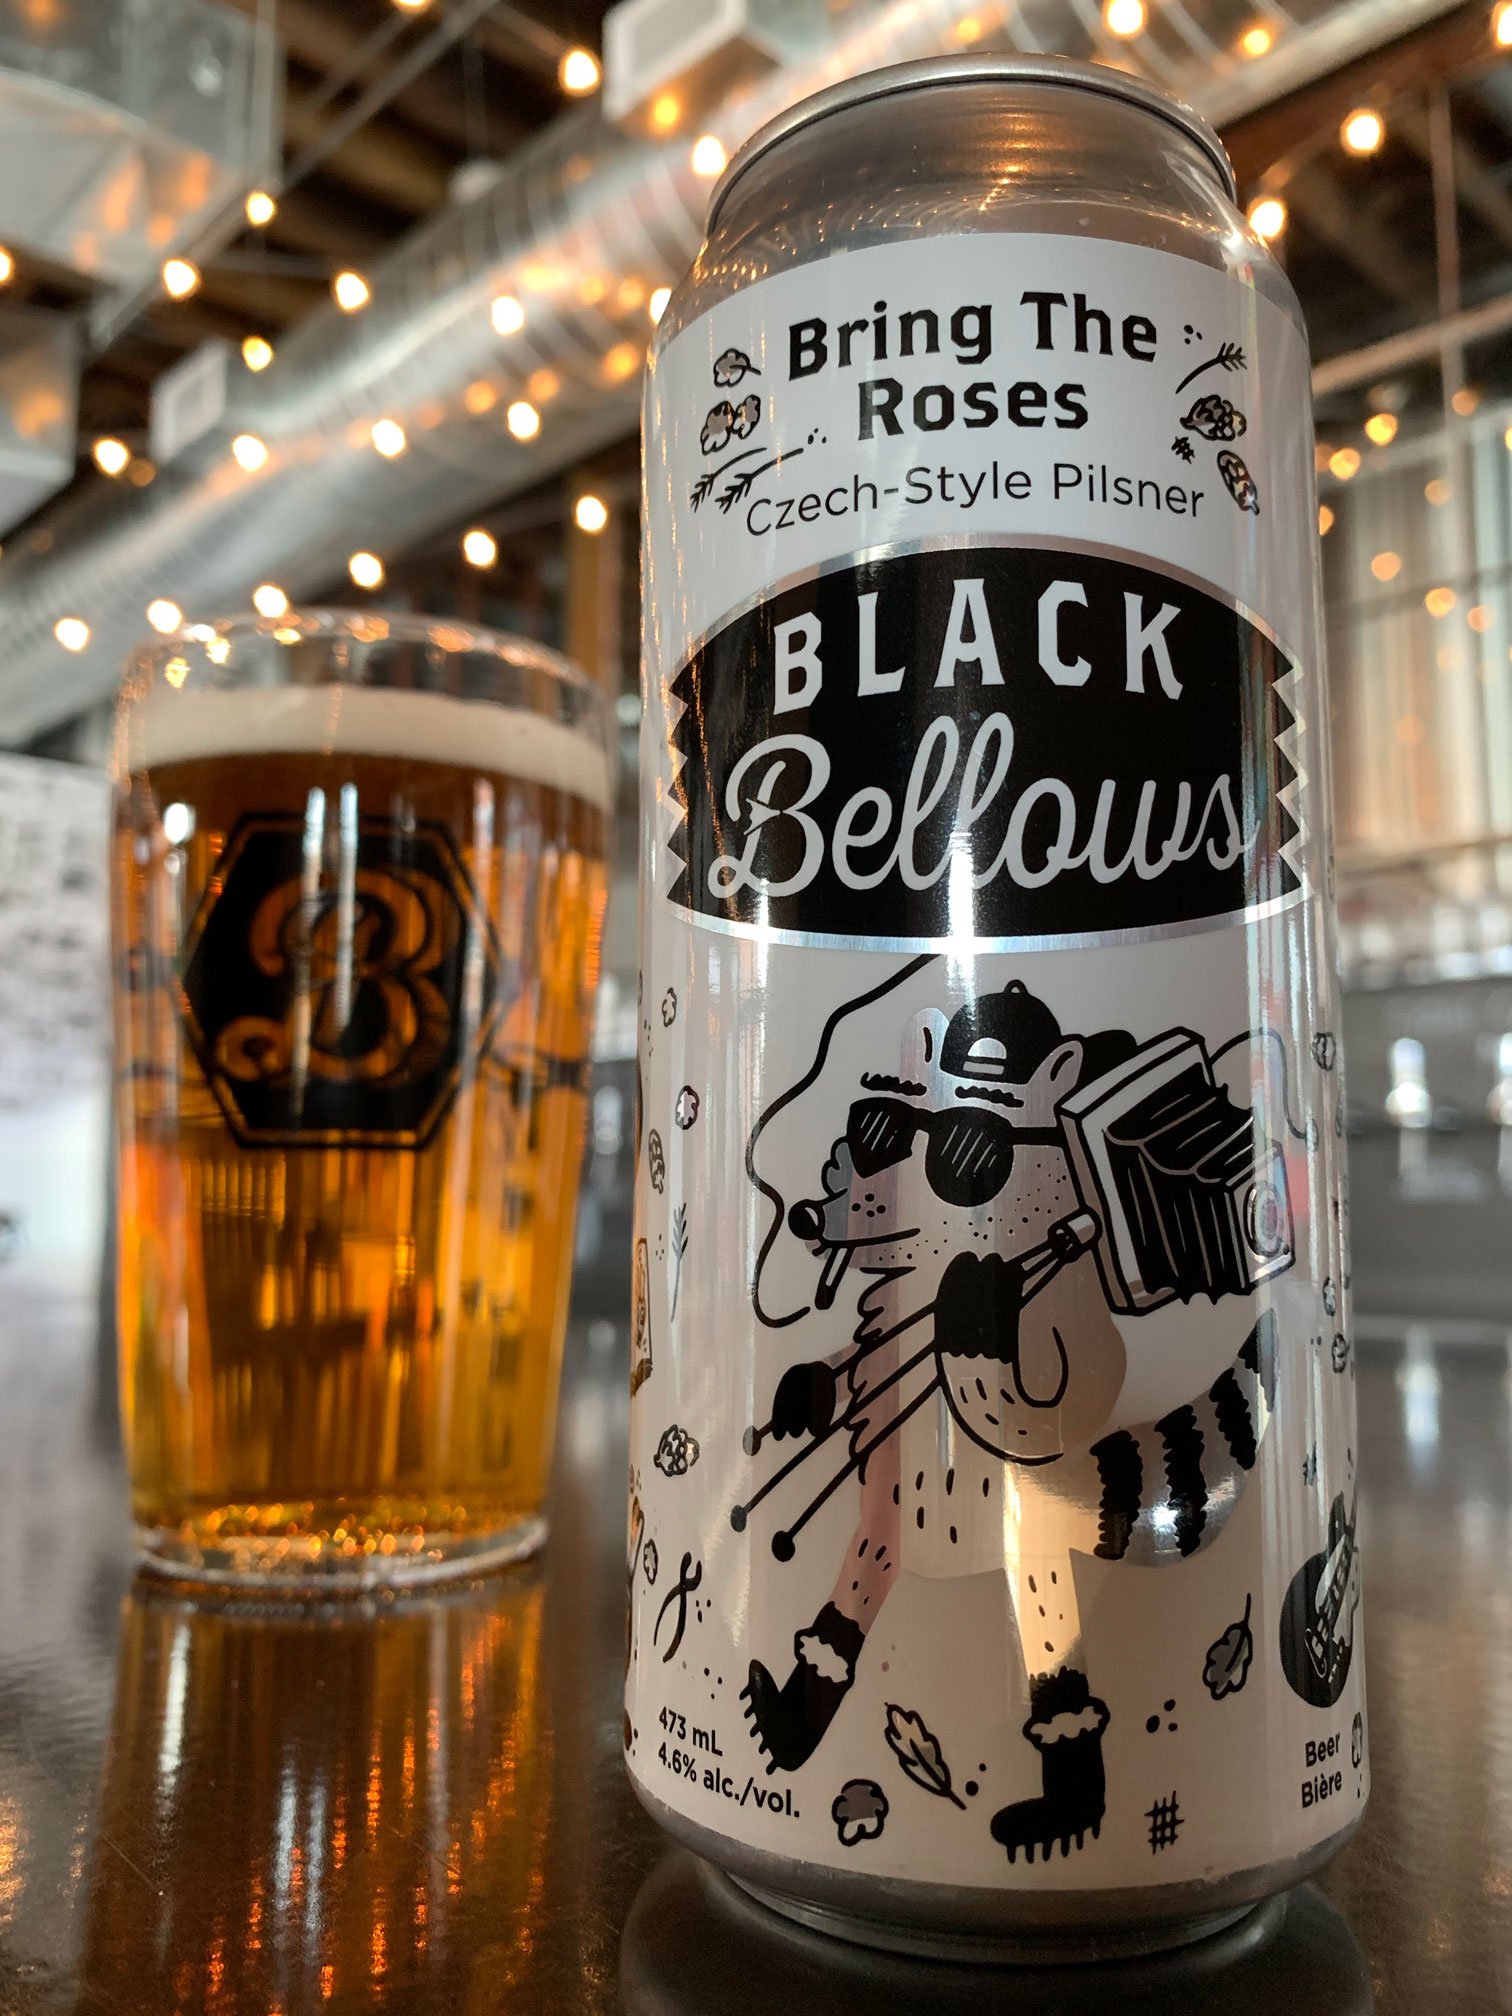 Bring The
Roses
Czech-Style Pilsner
BLACK
Bellows
B
473 mL
4.6% alc./vol.
Beer
Bière